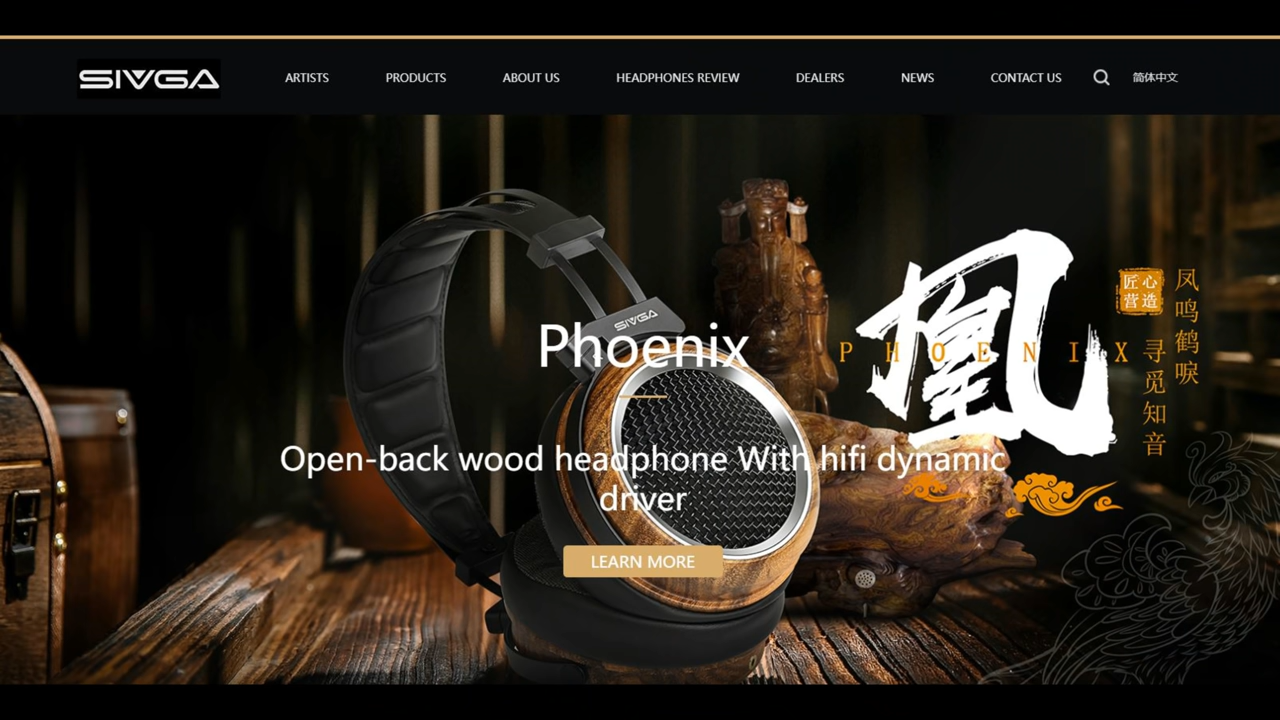 SIVGA
ARTISTS
PRODUCTS
ABOUT US
HEADPHONES REVIEW
DEALERS
NEWS
CONTACT US
简体中文
SIVGA
Phoenix
Open-back wood headphone With hifi dynamic
driver
LEARN MORE
凰
PHOENIX
匠心
营造
凤鸣鹤唳
寻觅知音